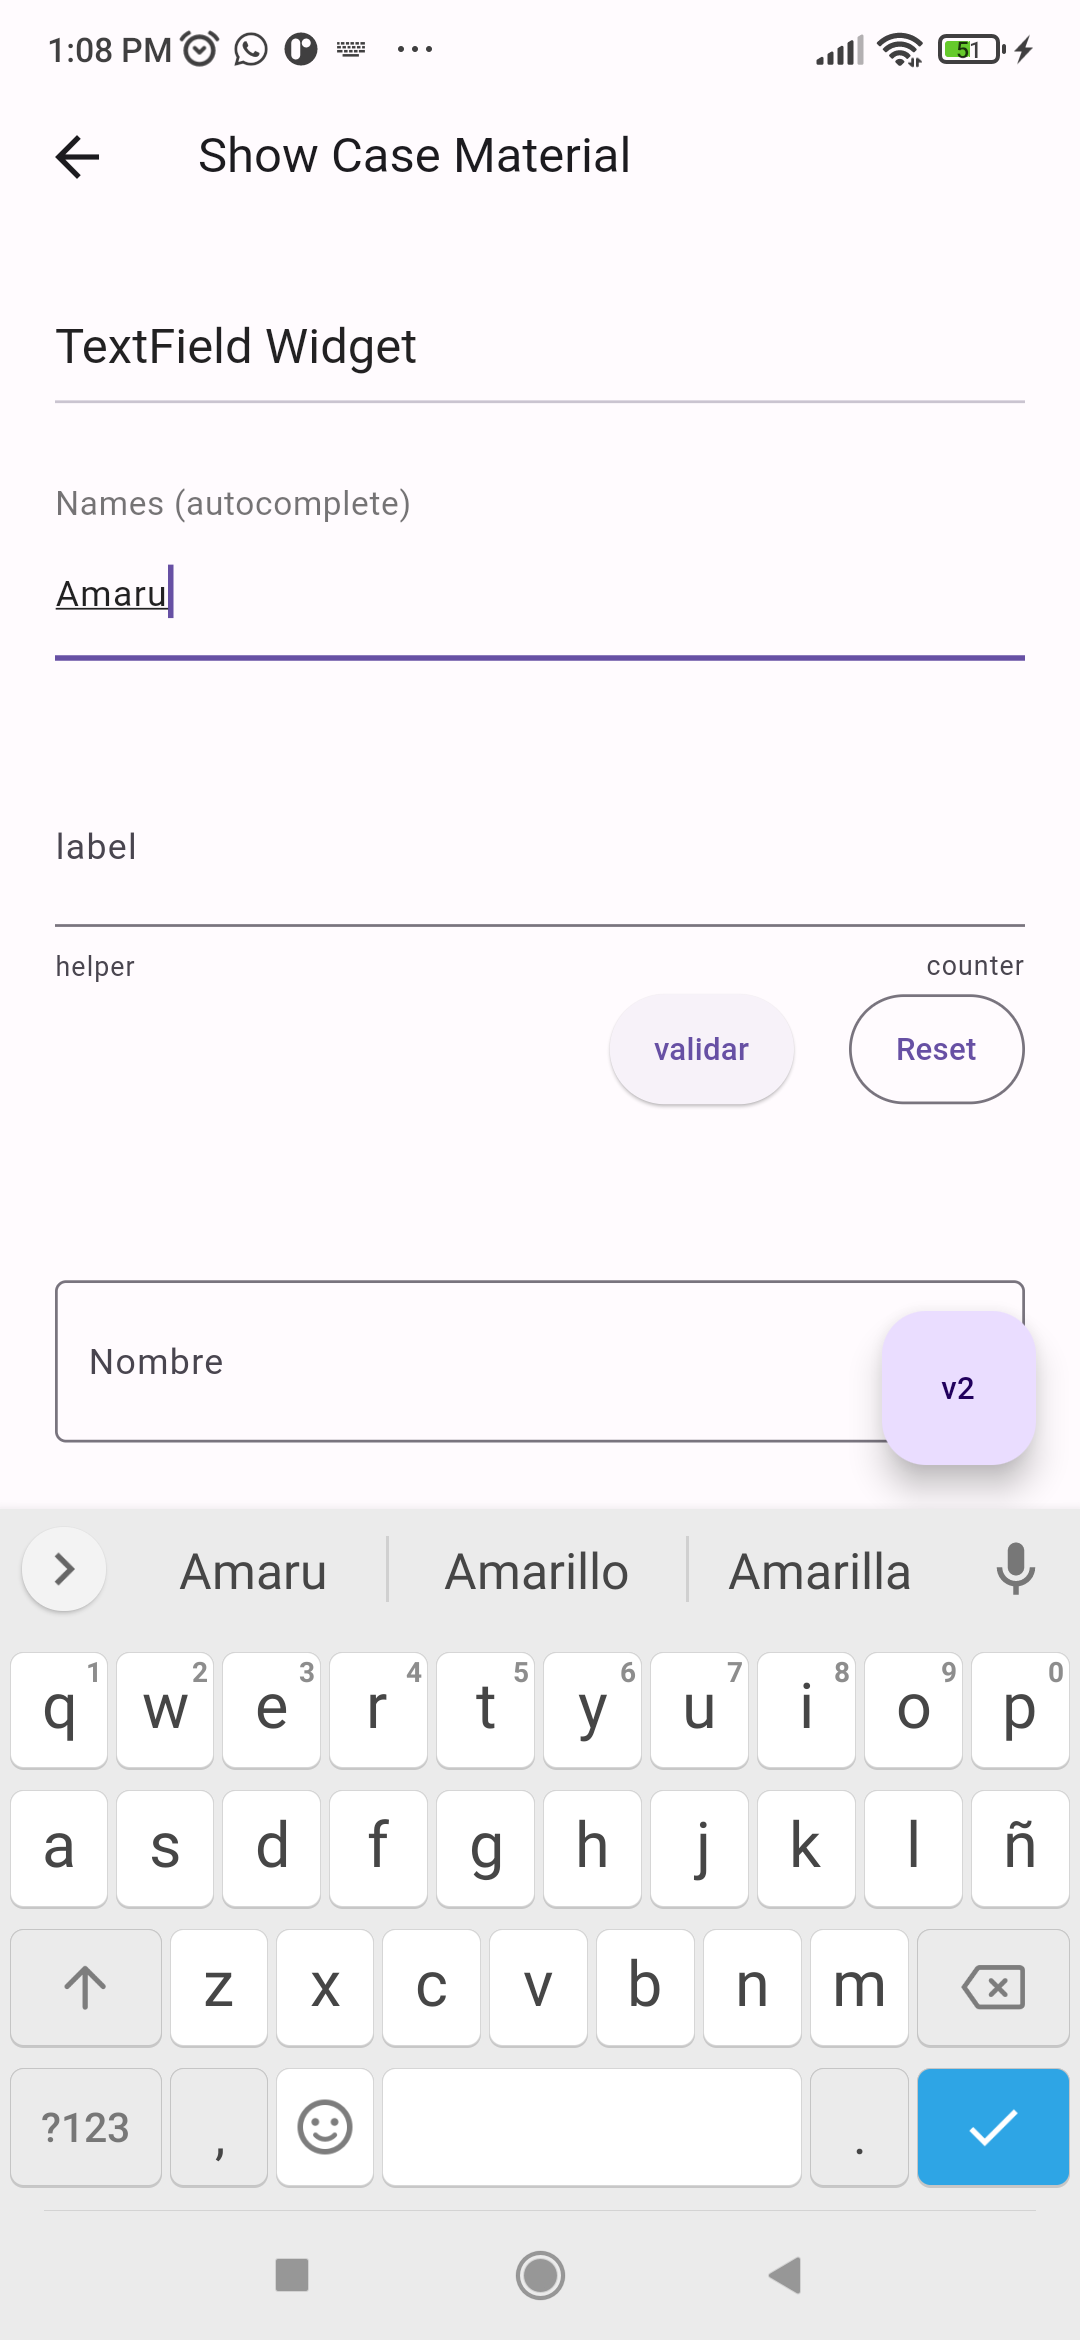 1:08 PM 51
Show Case Material
TextField Widget
Names (autocomplete)
Amaru
label
helper counter
validar Reset
Nombre
v2
Amaru Amarillo Amarilla
1 2 3 4 5 6 7 8 9 0
q w e r t y u i o p
a s d f g h j k l ñ
z x c v b n m
?123 , .